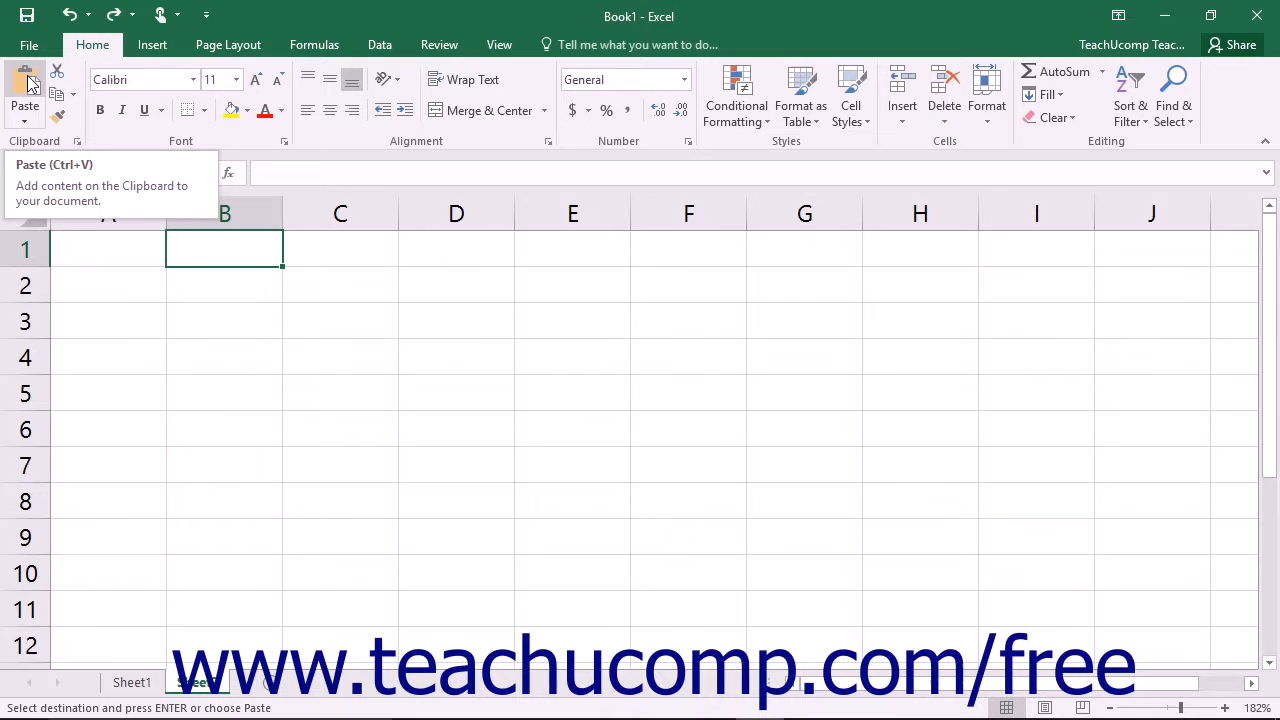 Book1 - Excel
File Home Insert Page Layout Formulas Data Review View Tell me what you want to do... TeachUcomp Teac... Share
Calibri 11 Wrap Text General AutoSum
Fill
Paste B I U A Merge & Center $ % , Conditional Formatting Format as Table Cell Styles Insert Delete Format Clear Sort & Filter Find & Select
Clipboard Font Alignment Number Styles Cells Editing
Paste (Ctrl+V)
Add content on the Clipboard to
your document.
fx
B C D E F G H I J
1
2
3
4
5
6
7
8
9
10
11
12
www.teachucomp.com/free
Sheet1
Select destination and press ENTER or choose Paste 182%